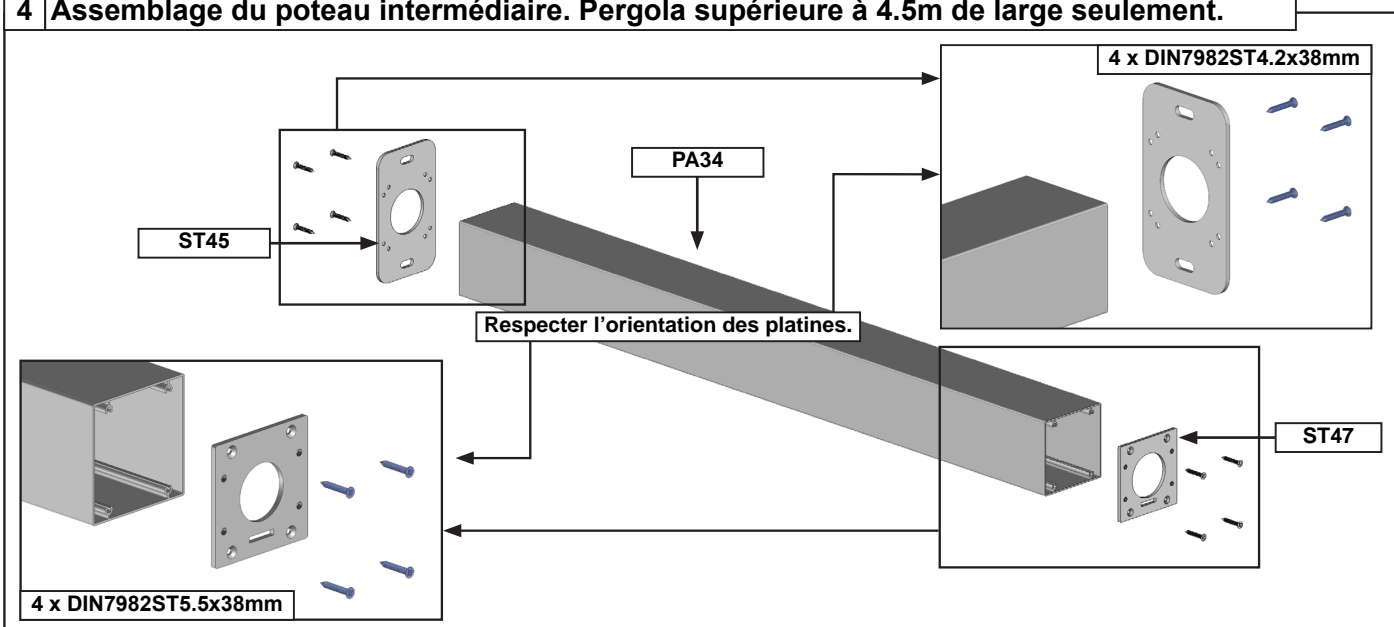 4 Assemblage du poteau intermédiaire. Pergola supérieure à 4.5m de large seulement.
4 x DIN7982ST4.2x38mm
PA34
ST45
Respecter l’orientation des platines.
ST47
4 x DIN7982ST5.5x38mm